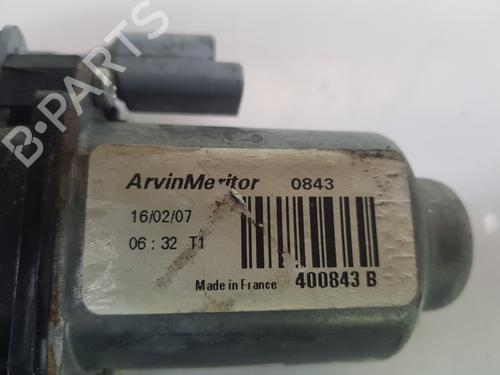 B-PARTS
ArvinMeritor 0843
16/02/07
06 : 32 T1
Made in France 400843 B